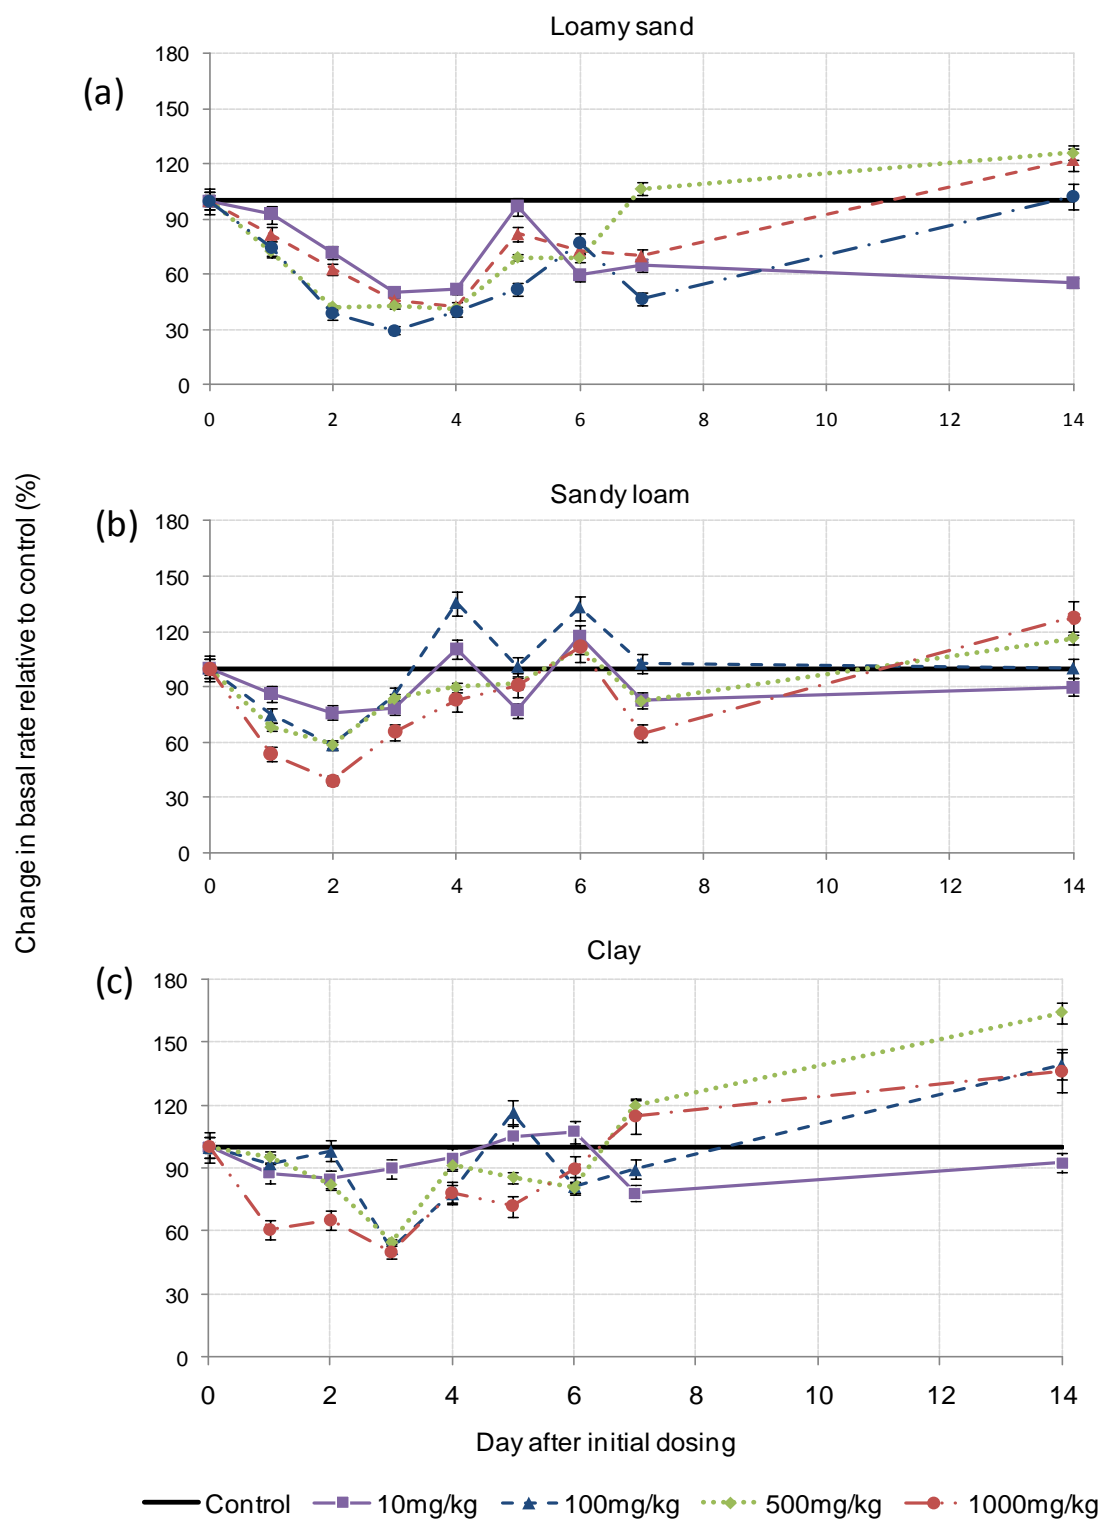 Loamy sand
(a)
180
150
120
90
60
30
0
0 2 4 6 8 10 12 14
Change in basal rate relative to control (%)
Sandy loam
(b)
180
150
120
90
60
30
0
0 2 4 6 8 10 12 14
Clay
(c)
180
150
120
90
60
30
0
0 2 4 6 8 10 12 14
Day after initial dosing
Control 10mg/kg 100mg/kg 500mg/kg 1000mg/kg